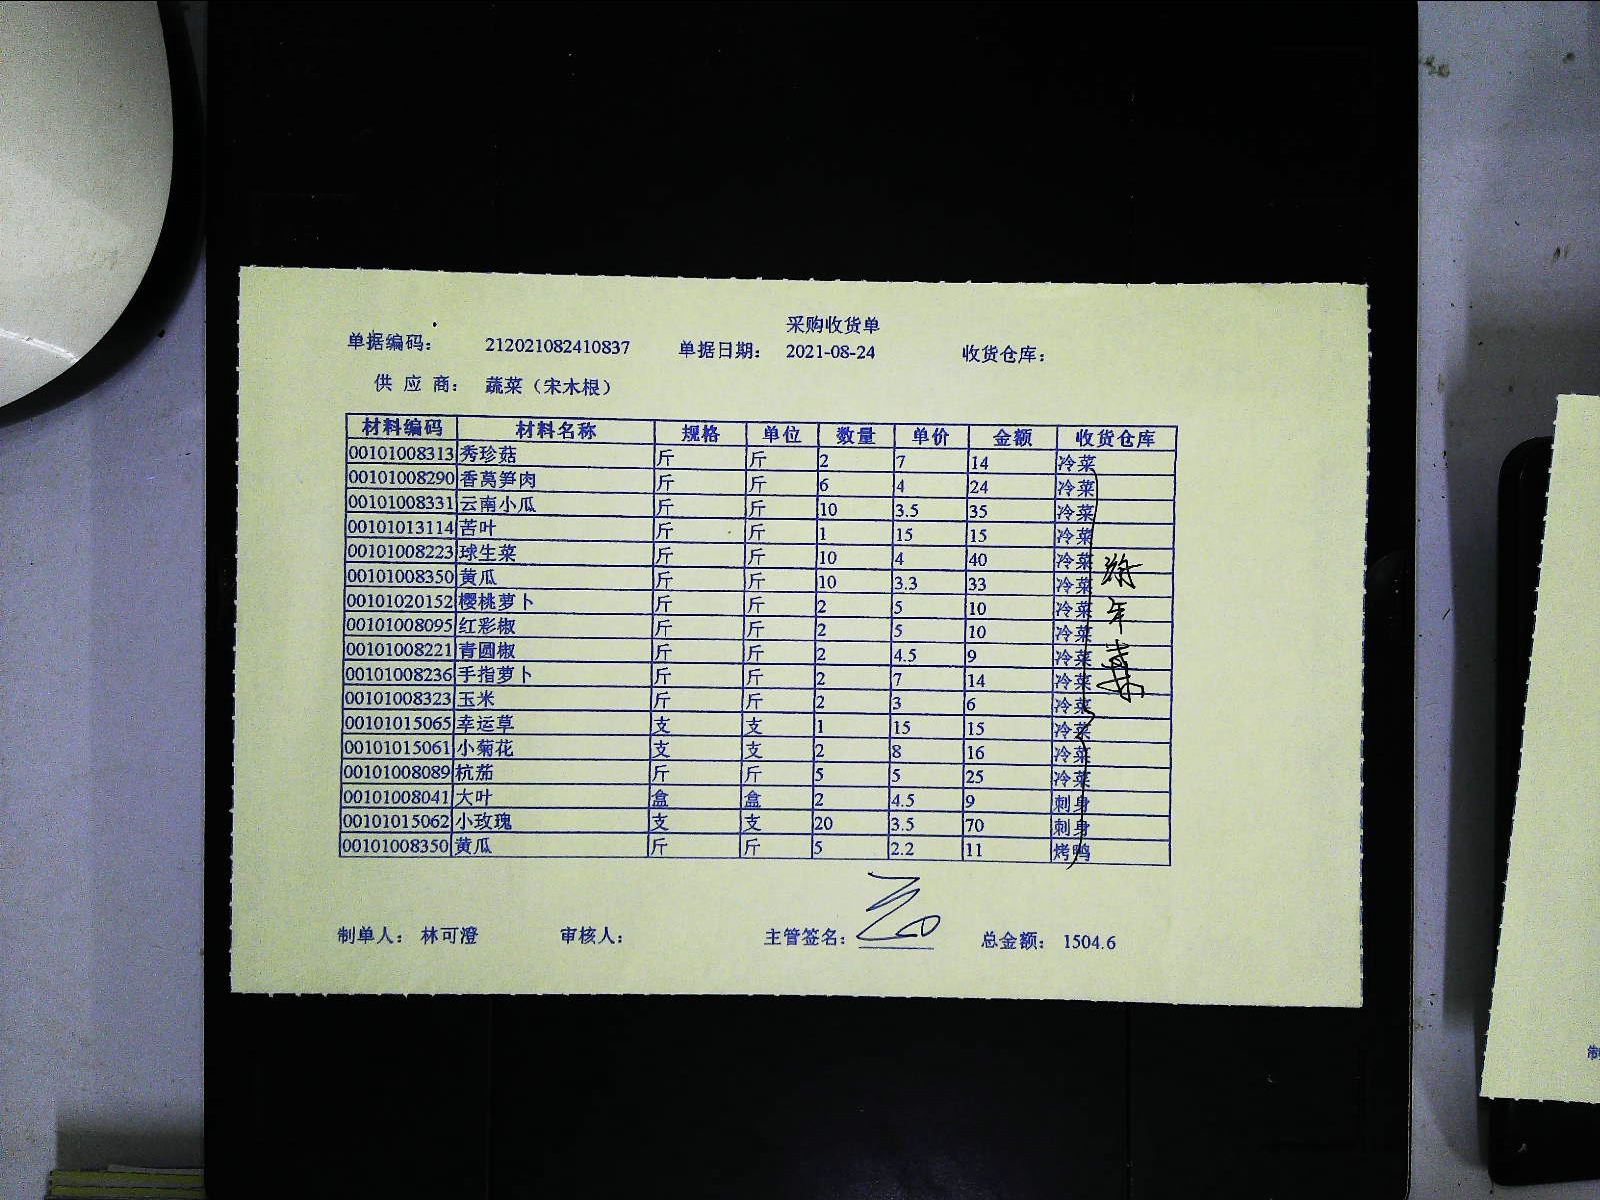 采购收货单
单据编码： 212021082410837 单据日期： 2021-08-24 收货仓库：
供 应 商： 蔬菜（宋木根）
材料编码 材料名称 规格 单位 数量 单价 金额 收货仓库
00101008313 秀珍菇 斤 斤 2 7 14 冷菜
00101008290 香莴笋肉 斤 斤 6 4 24 冷菜
00101008331 云南小瓜 斤 斤 10 3.5 35 冷菜
00101013114 苦叶 斤 斤 1 15 15 冷菜
00101008223 球生菜 斤 斤 10 4 40 冷菜
00101008350 黄瓜 斤 斤 10 3.3 33 冷菜
00101020152 樱桃萝卜 斤 斤 2 5 10 冷菜
00101008095 红彩椒 斤 斤 2 5 10 冷菜
00101008221 青圆椒 斤 斤 2 4.5 9 冷菜
00101008236 手指萝卜 斤 斤 2 7 14 冷菜
00101008323 玉米 斤 斤 2 3 6 冷菜
00101015065 幸运草 支 支 1 15 15 冷菜
00101015061 小菊花 支 支 2 8 16 冷菜
00101008089 杭茄 斤 斤 5 5 25 冷菜
00101008041 大叶 盒 盒 2 4.5 9 刺身
00101015062 小玫瑰 支 支 20 3.5 70 刺身
00101008350 黄瓜 斤 斤 5 2.2 11 烤鸭
制单人： 林可澄 审核人： 主管签名： 总金额： 1504.6